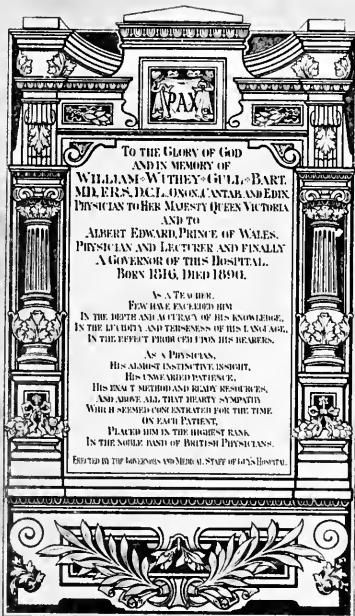 PAX
TO THE GLORY OF GOD
AND IN MEMORY OF
WILLIAM WITHEY GULL BART.
M.D., F.R.S., D.C.L., OXON, CANTAB. AND EDIN.
PHYSICIAN TO HER MAJESTY QUEEN VICTORIA
AND TO
ALBERT EDWARD, PRINCE OF WALES.
PHYSICIAN AND LECTURER AND FINALLY
A GOVERNOR OF THIS HOSPITAL.
BORN 1816, DIED 1890.
AS A TEACHER,
FEW HAVE EXCEEDED HIM
IN THE DEPTH AND ACCURACY OF HIS KNOWLEDGE,
IN THE LUCIDITY AND TERSENESS OF HIS LANGUAGE,
IN THE EFFECT PRODUCED UPON HIS HEARERS.
AS A PHYSICIAN,
HIS ALMOST INSTINCTIVE INSIGHT,
HIS UNWEARIED PATIENCE,
HIS EXACT METHOD AND READY RESOURCES,
AND ABOVE ALL THAT HEARTY SYMPATHY
WHICH SEEMED CONCENTRATED FOR THE TIME
ON EACH PATIENT,
PLACED HIM IN THE HIGHEST RANK
IN THE NOBLE BAND OF BRITISH PHYSICIANS.
ERECTED BY THE GOVERNORS AND MEDICAL STAFF OF GUY'S HOSPITAL.